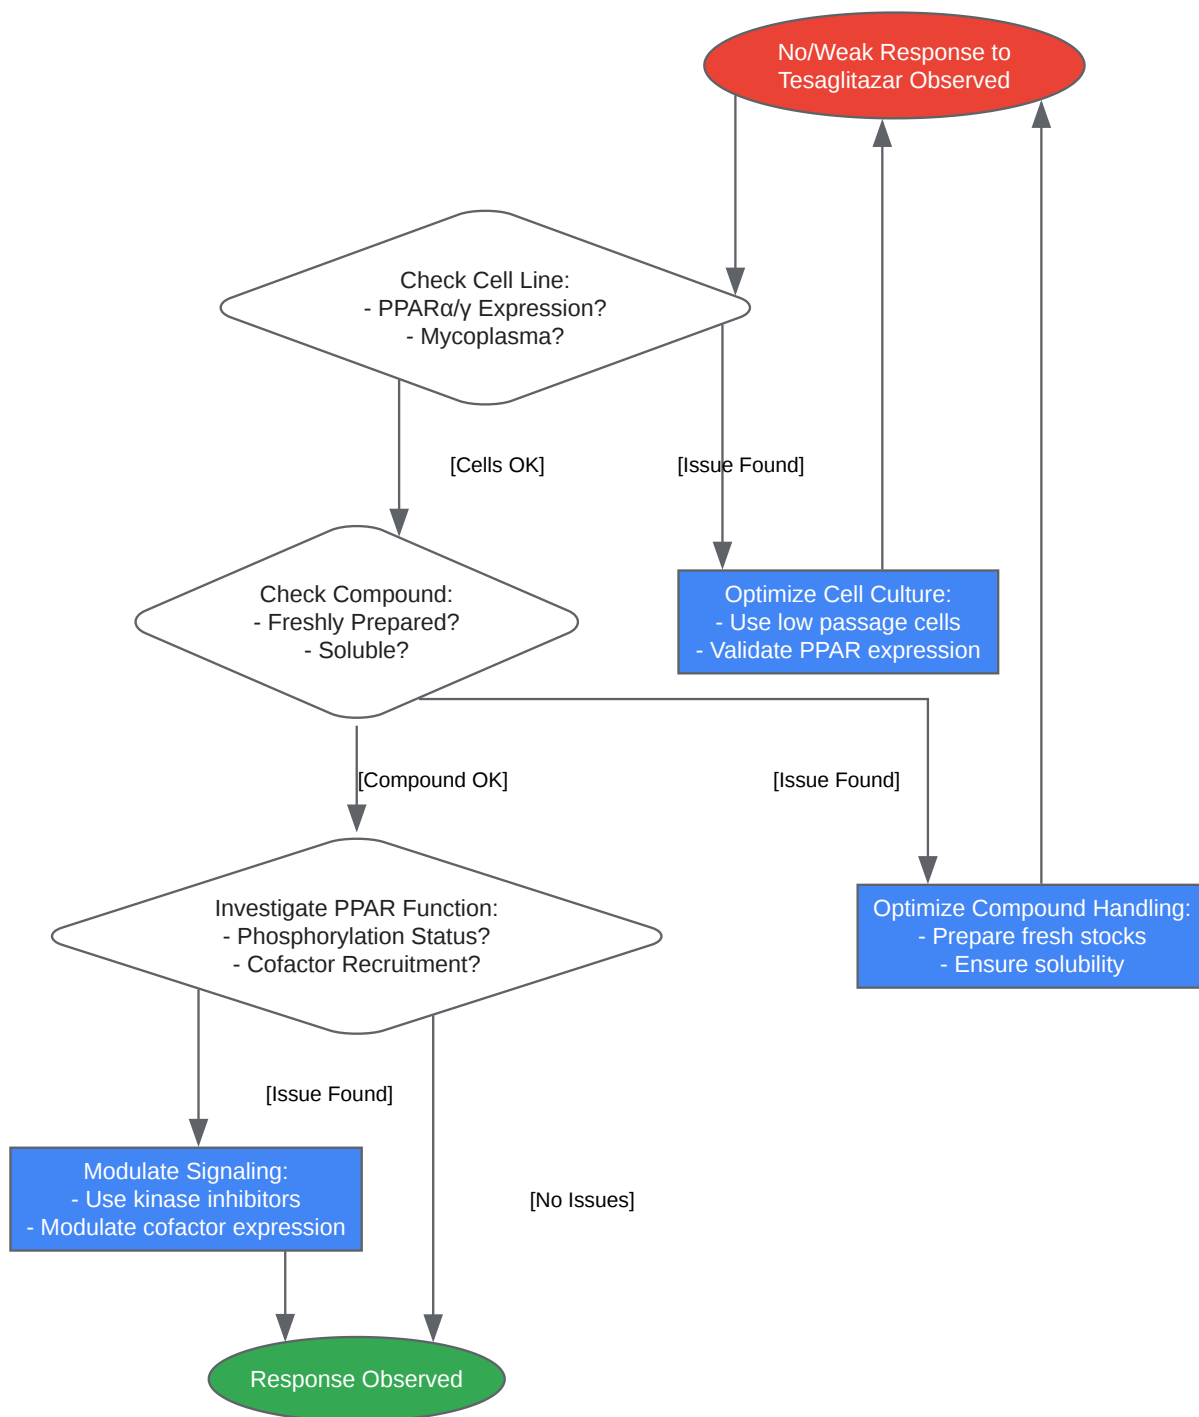 No/Weak Response to
Tesaglitazar Observed
Check Cell Line:
- PPARα/γ Expression?
- Mycoplasma?
[Cells OK]
[Issue Found]
Check Compound:
- Freshly Prepared?
- Soluble?
Optimize Cell Culture:
- Use low passage cells
- Validate PPAR expression
[Compound OK]
[Issue Found]
Investigate PPAR Function:
- Phosphorylation Status?
- Cofactor Recruitment?
Optimize Compound Handling:
- Prepare fresh stocks
- Ensure solubility
[Issue Found]
Modulate Signaling:
- Use kinase inhibitors
- Modulate cofactor expression
[No Issues]
Response Observed